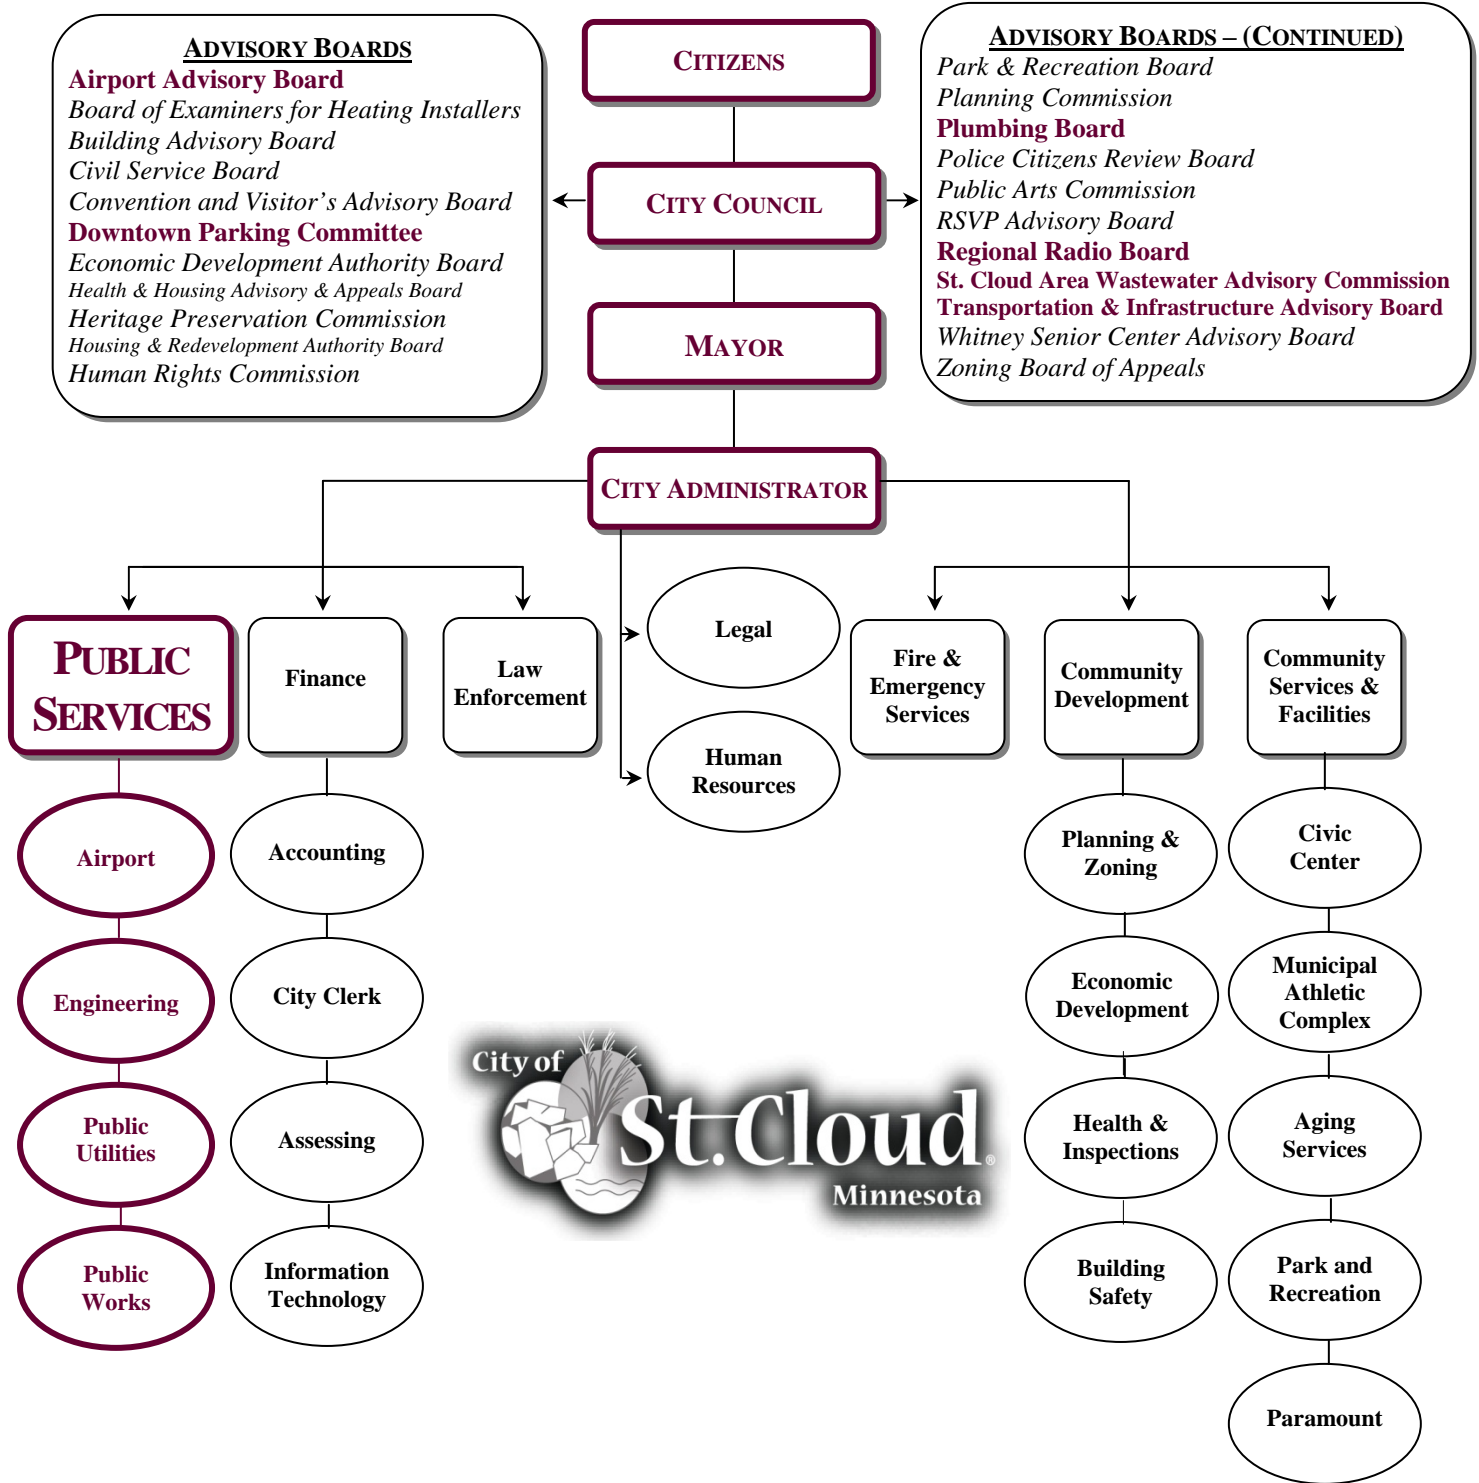 ADVISORY BOARDS
Airport Advisory Board
Board of Examiners for Heating Installers
Building Advisory Board
Civil Service Board
Convention and Visitor's Advisory Board
Downtown Parking Committee
Economic Development Authority Board
Health & Housing Advisory & Appeals Board
Heritage Preservation Commission
Housing & Redevelopment Authority Board
Human Rights Commission
CITIZENS
CITY COUNCIL
MAYOR
CITY ADMINISTRATOR
ADVISORY BOARDS – (CONTINUED)
Park & Recreation Board
Planning Commission
Plumbing Board
Police Citizens Review Board
Public Arts Commission
RSVP Advisory Board
Regional Radio Board
St. Cloud Area Wastewater Advisory Commission
Transportation & Infrastructure Advisory Board
Whitney Senior Center Advisory Board
Zoning Board of Appeals
PUBLIC
SERVICES
Airport
Engineering
Public
Utilities
Public
Works
Finance
Accounting
City Clerk
Assessing
Information
Technology
Law
Enforcement
Legal
Human
Resources
Fire &
Emergency
Services
Community
Development
Planning &
Zoning
Economic
Development
Health &
Inspections
Building
Safety
Community
Services &
Facilities
Civic
Center
Municipal
Athletic
Complex
Aging
Services
Park and
Recreation
Paramount
City of
St. Cloud®
Minnesota